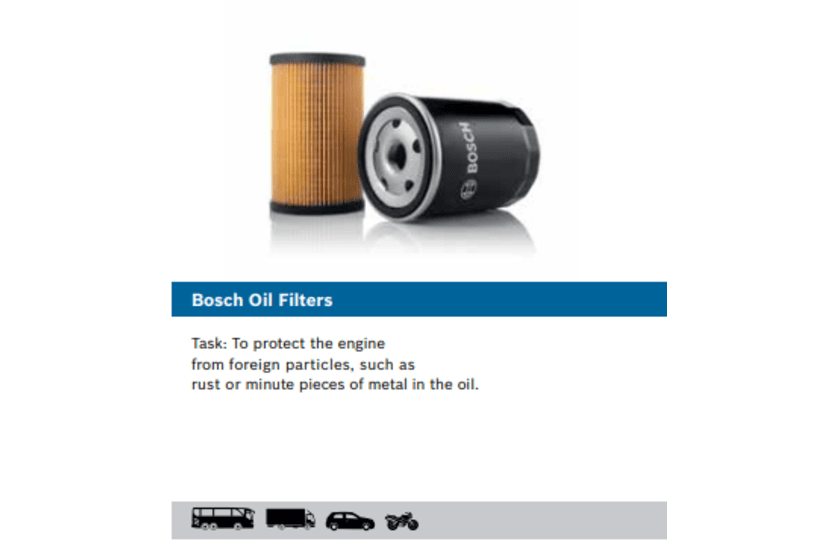 BOSCH
Bosch Oil Filters
Task: To protect the engine
from foreign particles, such as
rust or minute pieces of metal in the oil.